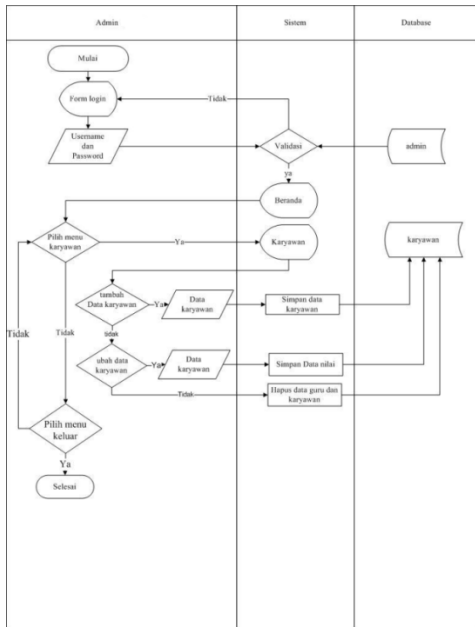 Admin
Sistem
Database
Mulai
Form login
Tidak
Username
dan
Password
Validasi
admin
ya
Beranda
Pilih menu
karyawan
Ya
Karyawan
karyawan
tambah
Data karyawan
Ya
Data
karyawan
Simpan data
karyawan
Tidak
Tidak
tidak
ubah data
karyawan
Ya
Data
karyawan
Simpan Data nilai
Tidak
Hapus data guru dan
karyawan
Pilih menu
keluar
Ya
Selesai